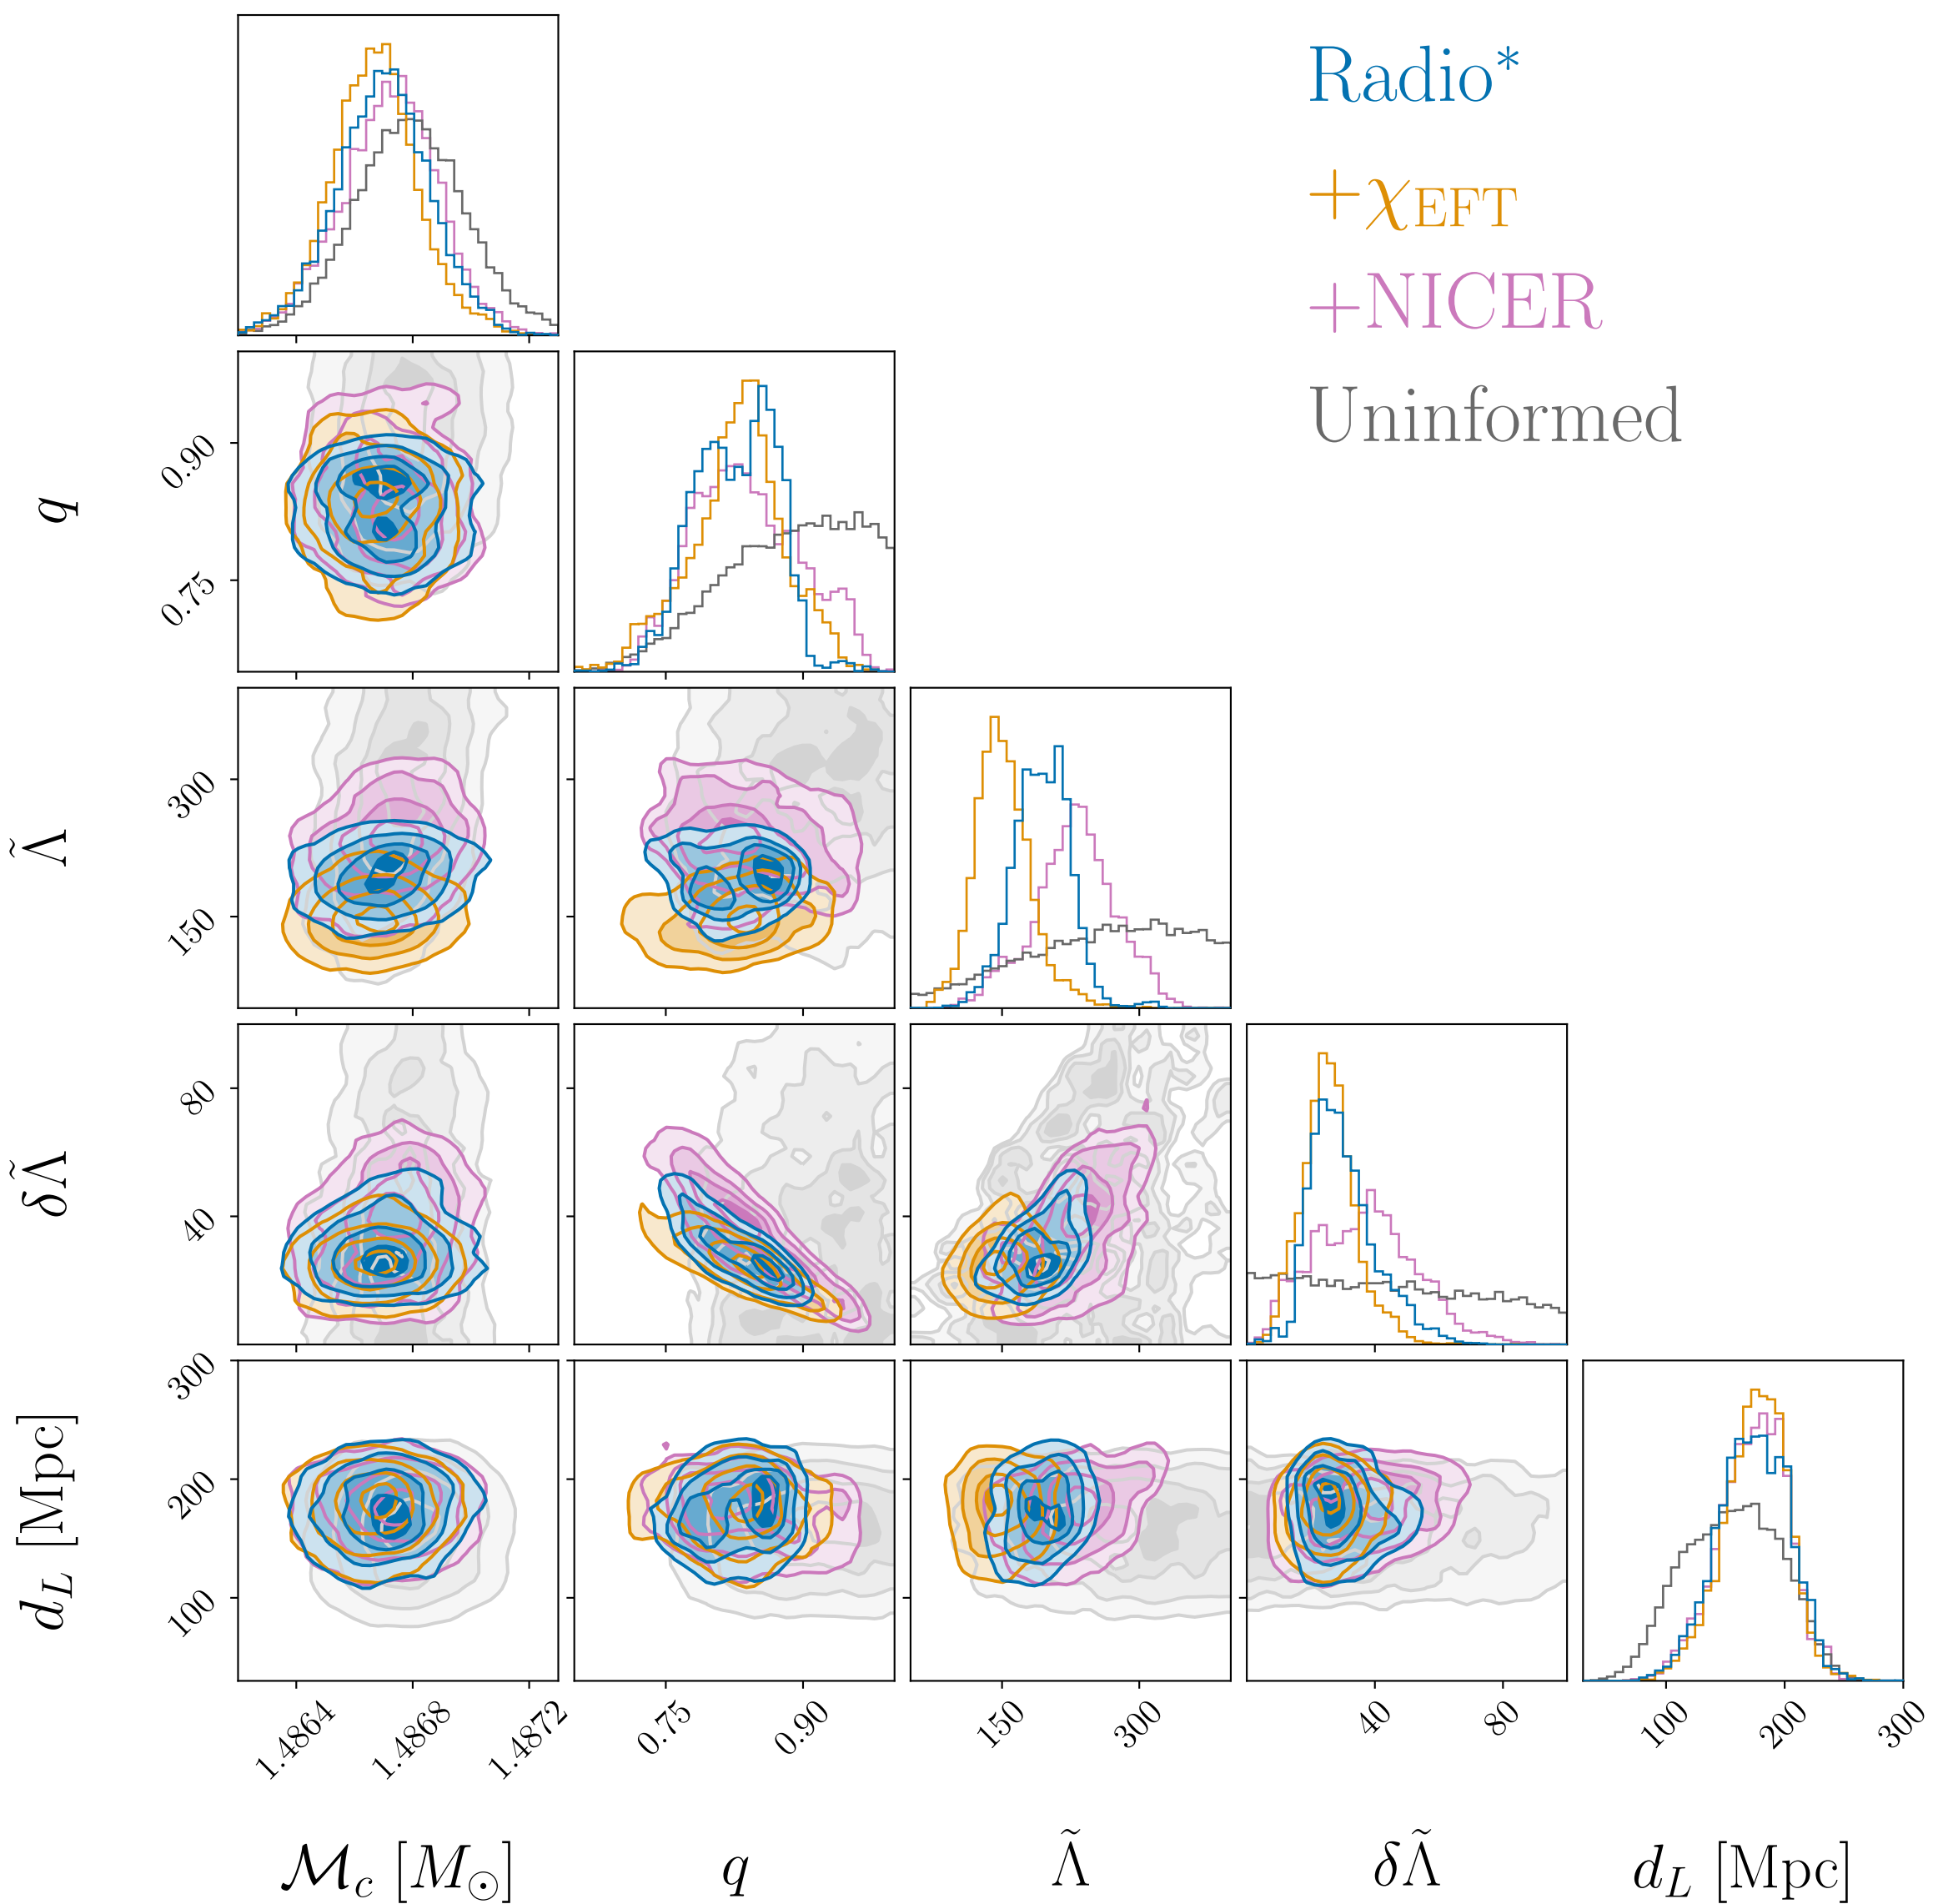 Radio*
+χEFT
+NICER
Uninformed
q
0.90
0.75
Λ̃
300
150
δΛ̃
80
40
d_L [Mpc]
300
200
100
1.4864 1.4868 1.4872 0.75 0.90 150 300 40 80 100 200 300
ℳ_c [M_⊙] q Λ̃ δΛ̃ d_L [Mpc]